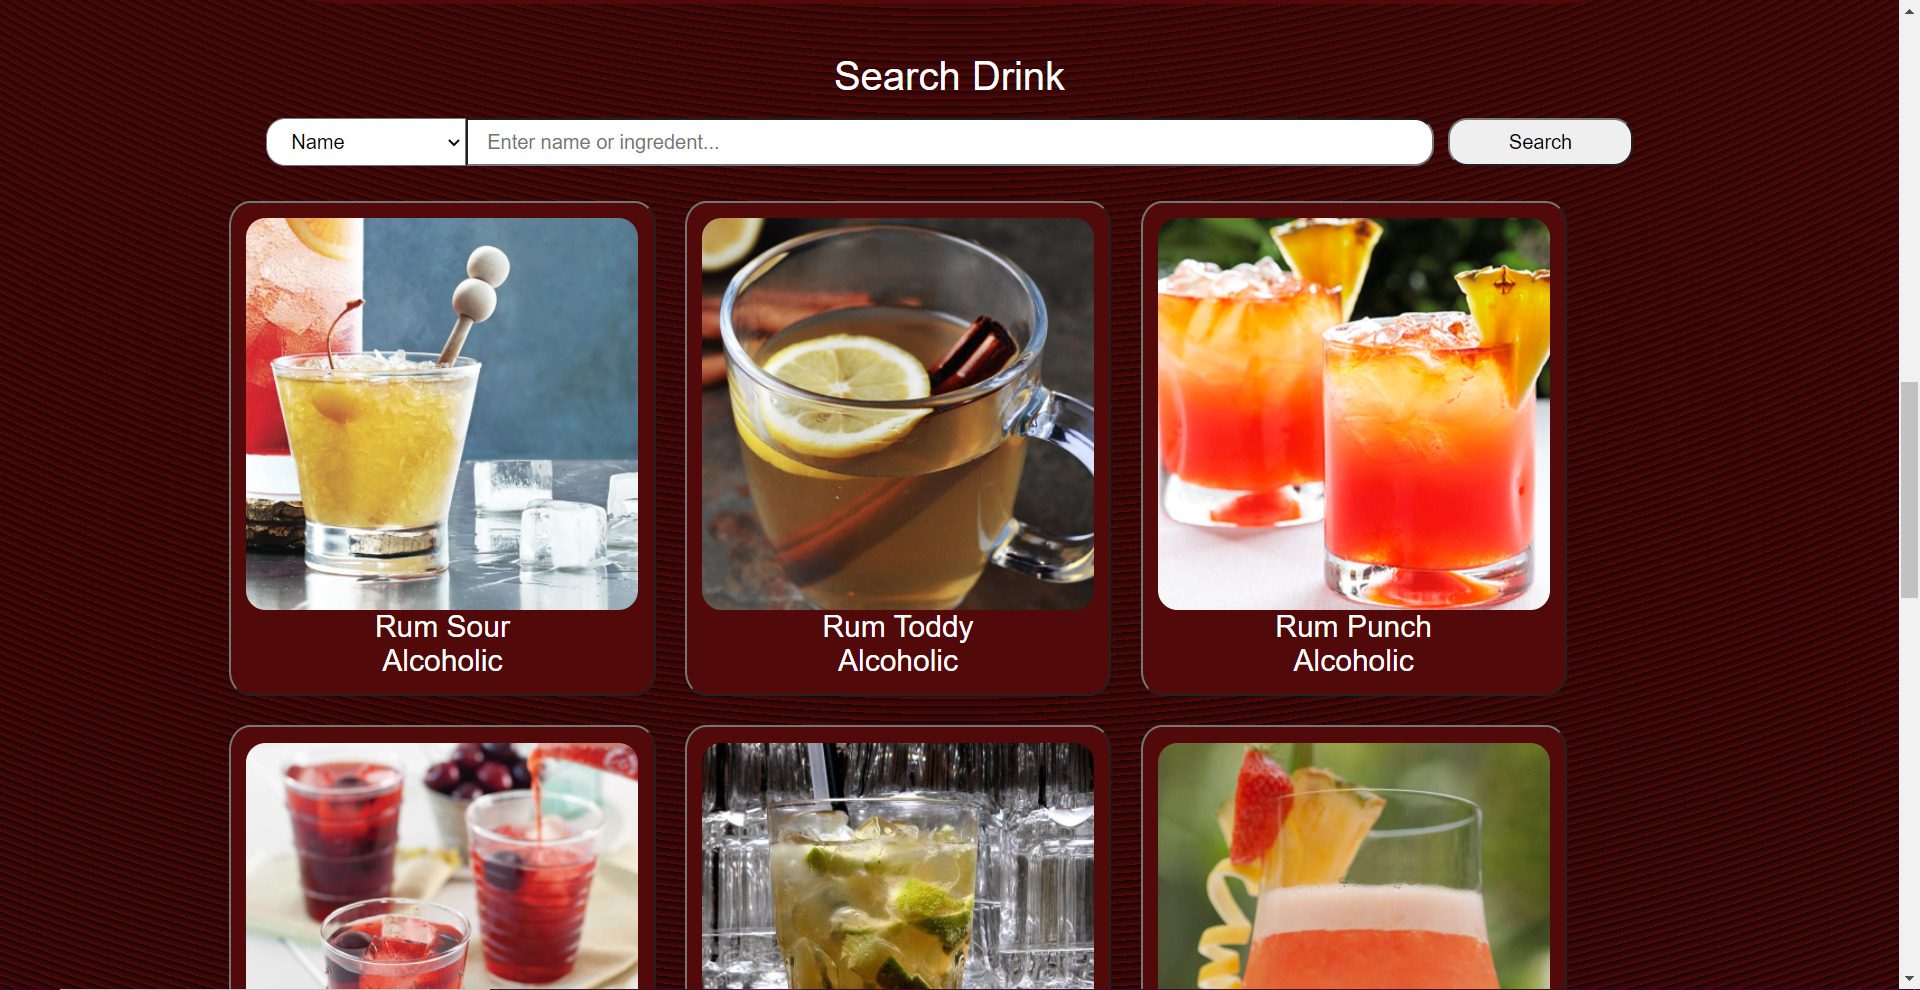 Search Drink
Name
Enter name or ingredent...
Search
Rum Sour
Alcoholic
Rum Toddy
Alcoholic
Rum Punch
Alcoholic